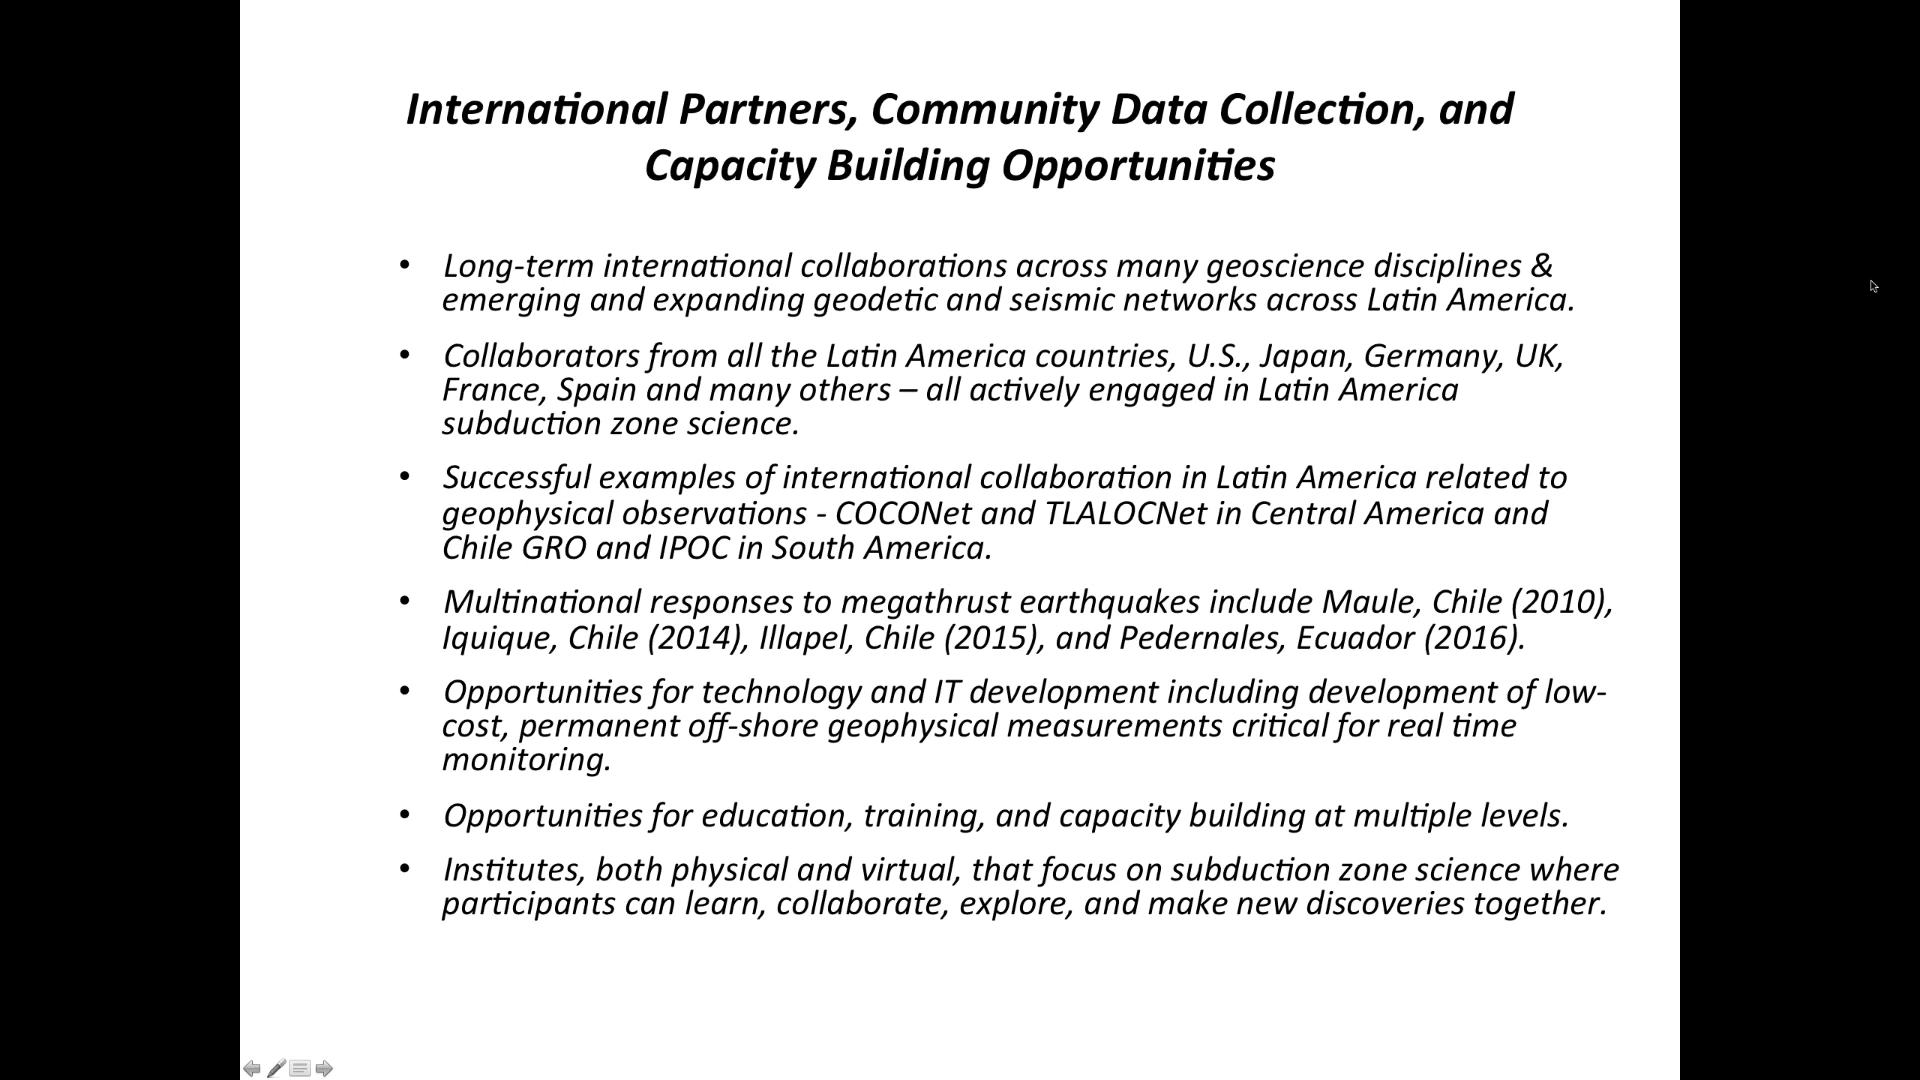 International Partners, Community Data Collection, and
Capacity Building Opportunities
• Long-term international collaborations across many geoscience disciplines &
emerging and expanding geodetic and seismic networks across Latin America.
• Collaborators from all the Latin America countries, U.S., Japan, Germany, UK,
France, Spain and many others – all actively engaged in Latin America
subduction zone science.
• Successful examples of international collaboration in Latin America related to
geophysical observations - COCONet and TLALOCNet in Central America and
Chile GRO and IPOC in South America.
• Multinational responses to megathrust earthquakes include Maule, Chile (2010),
Iquique, Chile (2014), Illapel, Chile (2015), and Pedernales, Ecuador (2016).
• Opportunities for technology and IT development including development of low-
cost, permanent off-shore geophysical measurements critical for real time
monitoring.
• Opportunities for education, training, and capacity building at multiple levels.
• Institutes, both physical and virtual, that focus on subduction zone science where
participants can learn, collaborate, explore, and make new discoveries together.